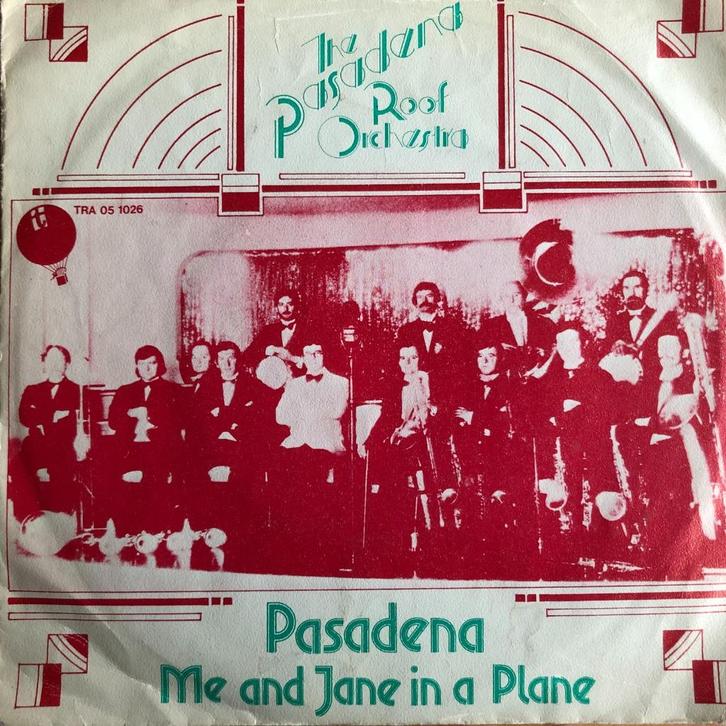 The
Pasadena
Roof
Orchestra
TRA 05 1026
Pasadena
Me and Jane in a Plane